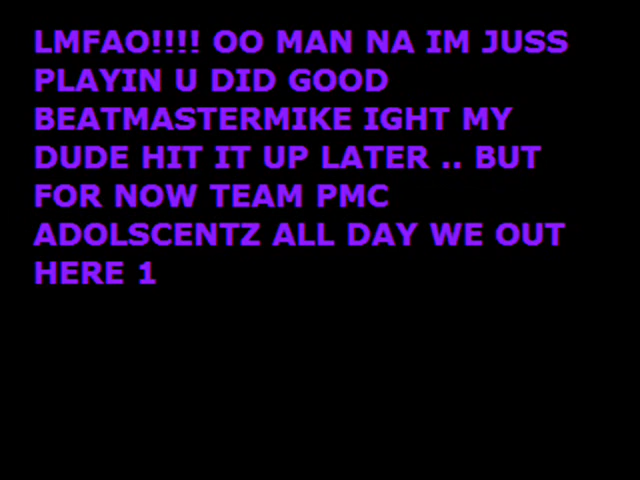 LMFAO!!!! OO MAN NA IM JUSS
PLAYIN U DID GOOD
BEATMASTERMIKE IGHT MY
DUDE HIT IT UP LATER .. BUT
FOR NOW TEAM PMC
ADOLSCENTZ ALL DAY WE OUT
HERE 1